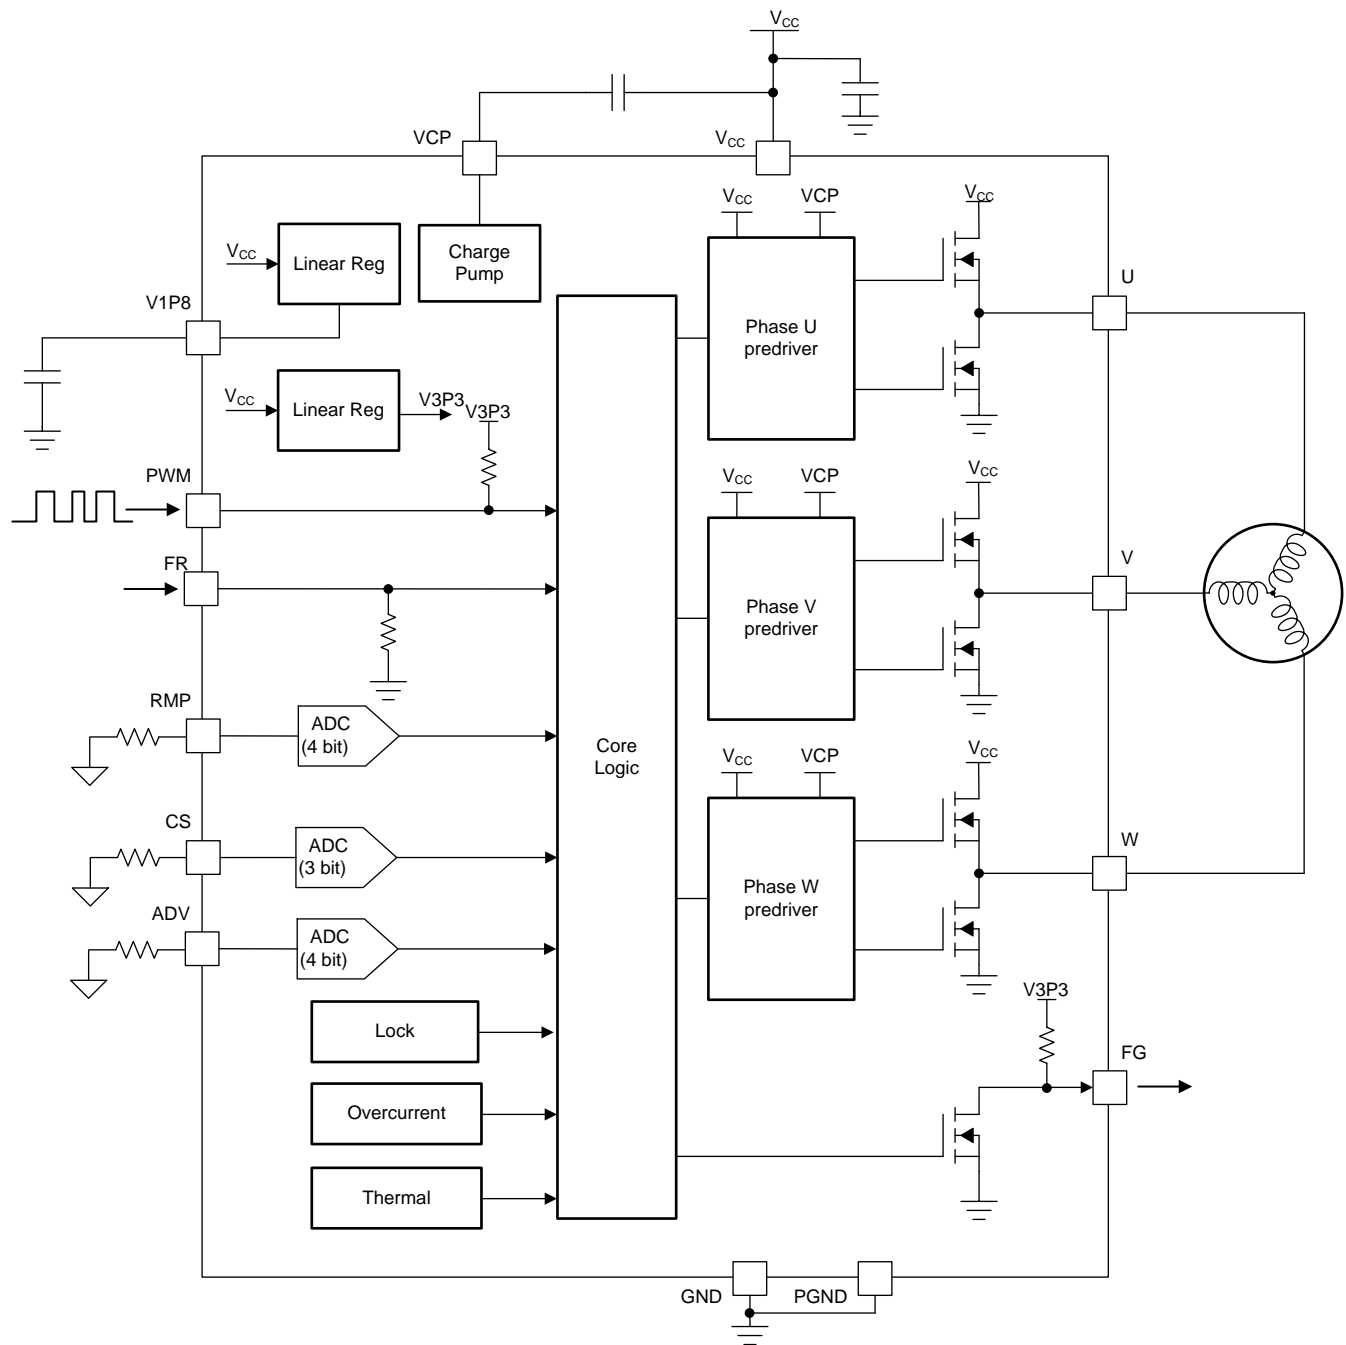 VCC
VCP
VCC
VCC
VCP
VCC
VCC
Linear Reg
Charge
Pump
U
V1P8
Phase U
predriver
VCC
Linear Reg
V3P3
V3P3
PWM
VCC
VCP
VCC
FR
V
Phase V
predriver
RMP
ADC
(4 bit)
Core
Logic
VCC
VCP
VCC
CS
ADC
(3 bit)
W
Phase W
predriver
ADV
ADC
(4 bit)
V3P3
Lock
FG
Overcurrent
Thermal
GND
PGND